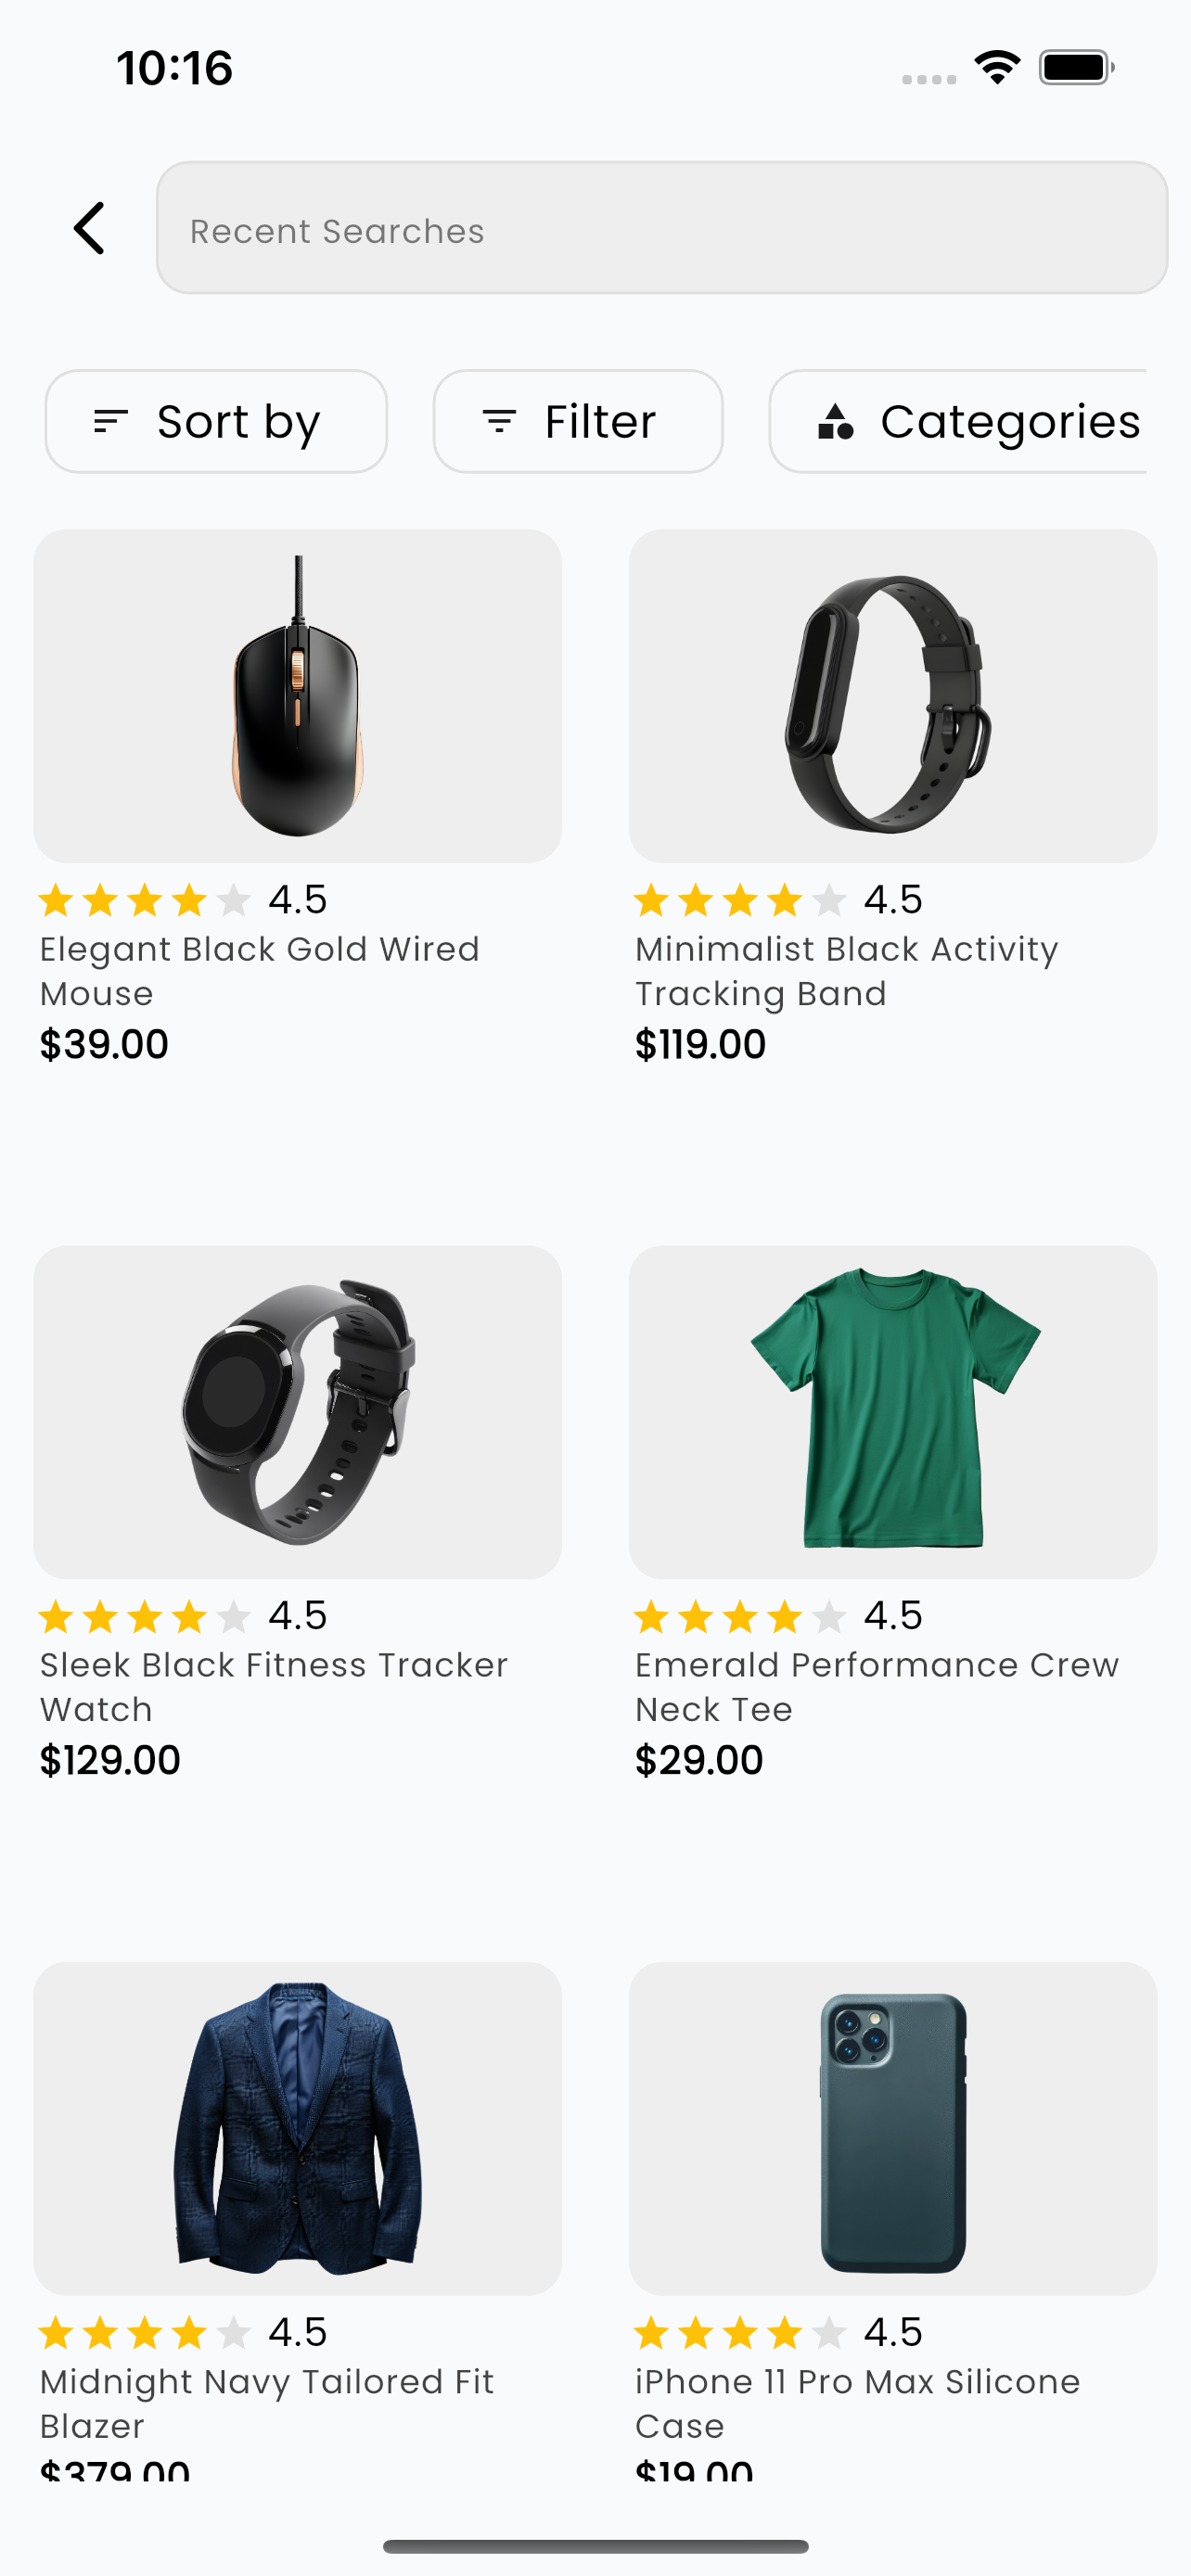 10:16
Recent Searches
Sort by
Filter
Categories
4.5
Elegant Black Gold Wired
Mouse
$39.00
4.5
Minimalist Black Activity
Tracking Band
$119.00
4.5
Sleek Black Fitness Tracker
Watch
$129.00
4.5
Emerald Performance Crew
Neck Tee
$29.00
4.5
Midnight Navy Tailored Fit
Blazer
$379.00
4.5
iPhone 11 Pro Max Silicone
Case
$19.00